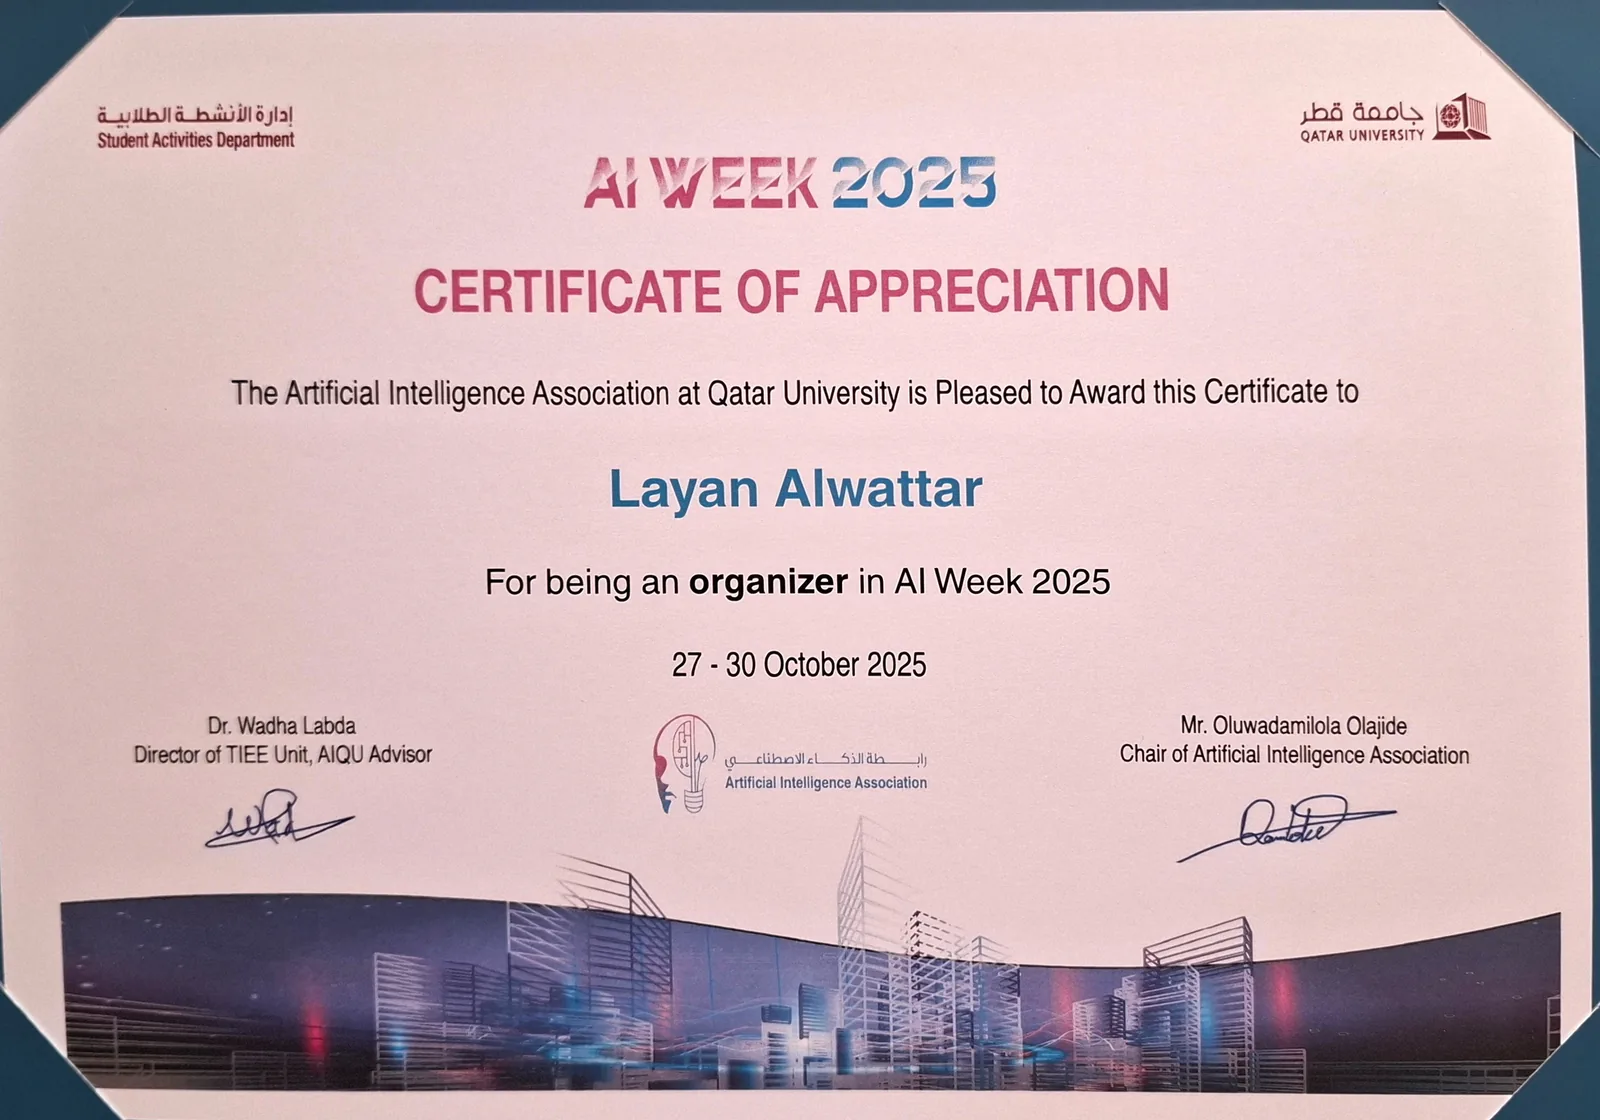 إدارة الأنشطة الطلابية
Student Activities Department
جامعة قطر
QATAR UNIVERSITY
AI WEEK 2025
CERTIFICATE OF APPRECIATION
The Artificial Intelligence Association at Qatar University is Pleased to Award this Certificate to
Layan Alwattar
For being an organizer in AI Week 2025
27 - 30 October 2025
Dr. Wadha Labda
Director of TIEE Unit, AIQU Advisor
رابطة الذكاء الاصطناعي
Artificial Intelligence Association
Mr. Oluwadamilola Olajide
Chair of Artificial Intelligence Association